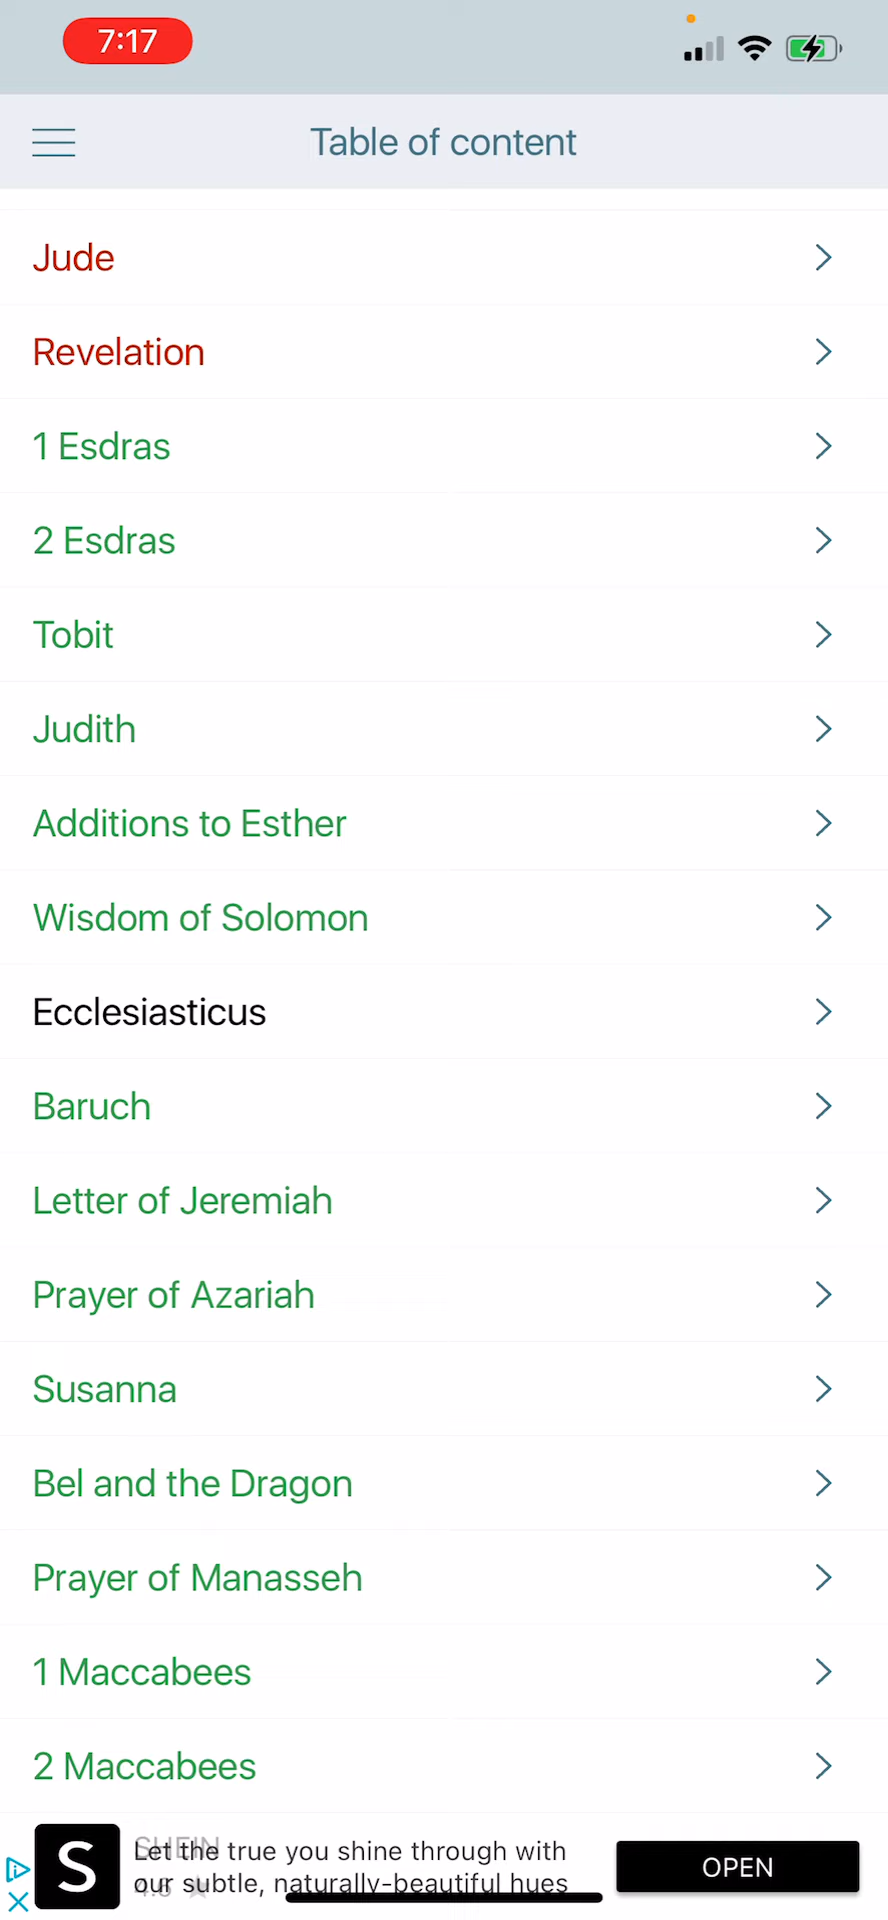 7:17
Table of content
Jude
Revelation
1 Esdras
2 Esdras
Tobit
Judith
Additions to Esther
Wisdom of Solomon
Ecclesiasticus
Baruch
Letter of Jeremiah
Prayer of Azariah
Susanna
Bel and the Dragon
Prayer of Manasseh
1 Maccabees
2 Maccabees
S
SHEIN
Let the true you shine through with
our subtle, naturally-beautiful hues
OPEN